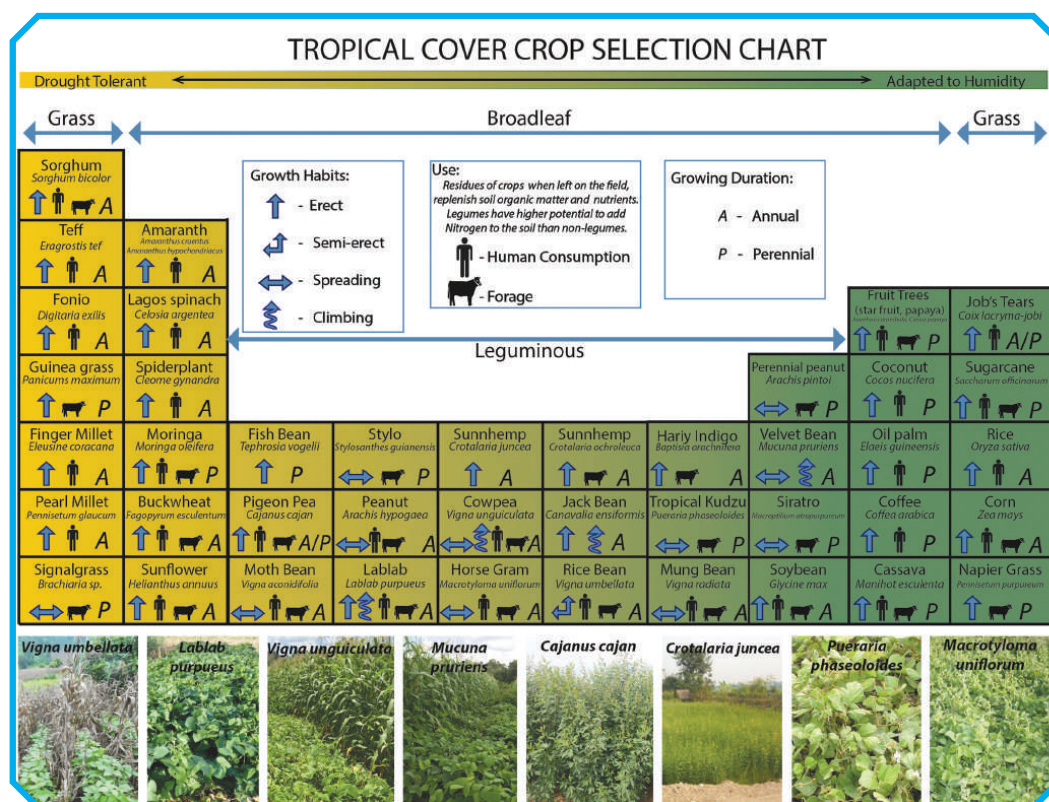 TROPICAL COVER CROP SELECTION CHART
Drought Tolerant
Adapted to Humidity
Grass
Broadleaf
Grass
Growth Habits:
- Erect
- Semi-erect
- Spreading
- Climbing
Use:
Residues of crops when left on the field,
replenish soil organic matter and nutrients.
Legumes have higher potential to add
Nitrogen to the soil than non-legumes.
- Human Consumption
- Forage
Growing Duration:
A - Annual
P - Perennial
Leguminous
Sorghum
Sorghum bicolor
A
Teff
Eragrostis tef
A
Amaranth
Amaranthus cruentus
Amaranthus hypochondriacus
A
Fonio
Digitaria exilis
A
Lagos spinach
Celosia argentea
A
Fruit Trees
(star fruit, papaya)
P
Job's Tears
Coix lacryma-jobi
A/P
Guinea grass
Panicums maximum
P
Spiderplant
Cleome gynandra
A
Perennial peanut
Arachis pintoi
P
Coconut
Cocos nucifera
P
Sugarcane
Saccharum officinarum
P
Finger Millet
Eleusine coracana
A
Moringa
Moringa oleifera
P
Fish Bean
Tephrosia vogelii
P
Stylo
Stylosanthes guianensis
P
Sunnhemp
Crotalaria juncea
A
Sunnhemp
Crotalaria ochroleuca
A
Hariy Indigo
Baptisia arachnifera
A
Velvet Bean
Mucuna pruriens
A
Oil palm
Elaeis guineensis
P
Rice
Oryza sativa
A
Pearl Millet
Pennisetum glaucum
A
Buckwheat
Fagopyrum esculentum
A
Pigeon Pea
Cajanus cajan
A/P
Peanut
Arachis hypogaea
A
Cowpea
Vigna unguiculata
A
Jack Bean
Canavalia ensiformis
A
Tropical Kudzu
Pueraria phaseoloides
P
Siratro
Macroptilium atropurpureum
P
Coffee
Coffea arabica
P
Corn
Zea mays
A
Signalgrass
Brachiaria sp.
P
Sunflower
Helianthus annuus
A
Moth Bean
Vigna aconidifolia
A
Lablab
Lablab purpueus
A
Horse Gram
Macrotyloma uniflorum
A
Rice Bean
Vigna umbellata
A
Mung Bean
Vigna radiata
A
Soybean
Glycine max
A
Cassava
Manihot esculenta
P
Napier Grass
Pennisetum purpureum
P
Vigna umbellata
Lablab
purpueus
Vigna unguiculata
Mucuna
pruriens
Cajanus cajan
Crotalaria juncea
Pueraria
phaseoloides
Macrotyloma
uniflorum